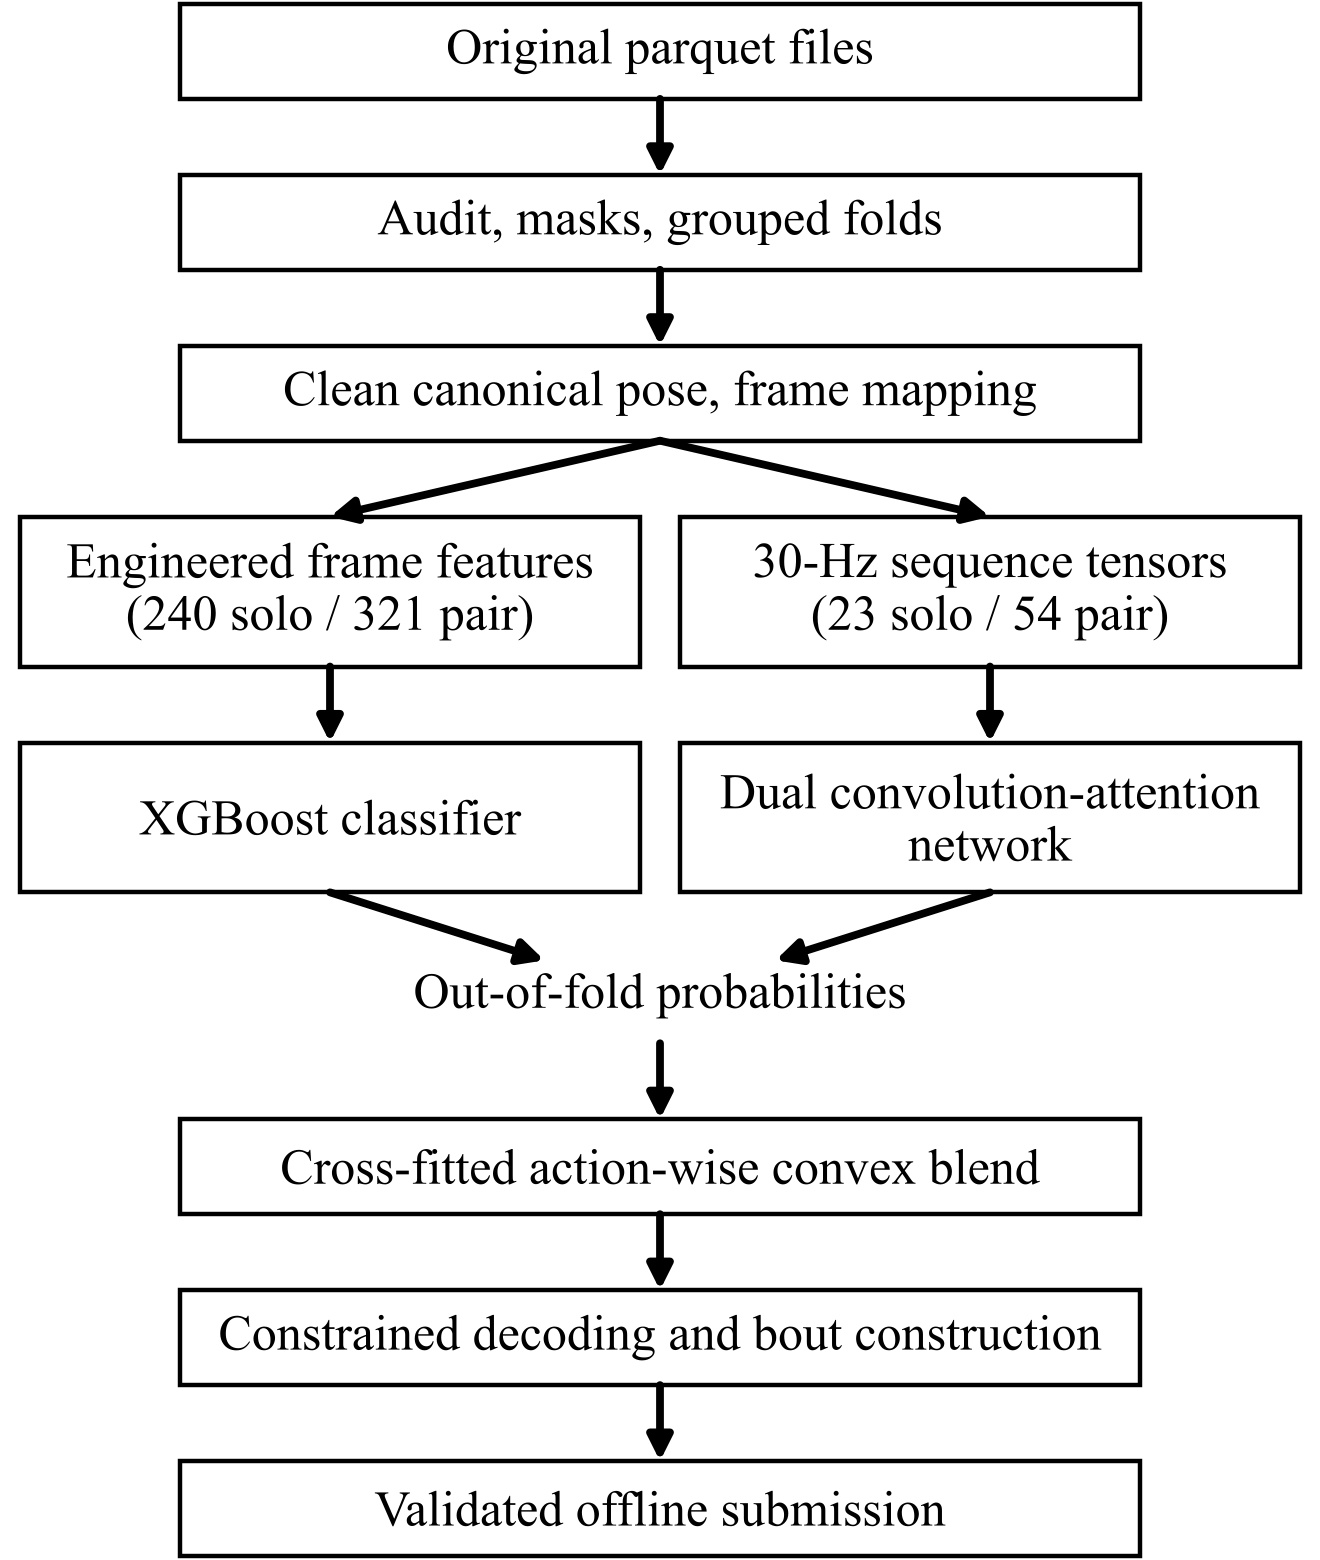 Original parquet files
Audit, masks, grouped folds
Clean canonical pose, frame mapping
Engineered frame features
(240 solo / 321 pair)
30-Hz sequence tensors
(23 solo / 54 pair)
XGBoost classifier
Dual convolution-attention
network
Out-of-fold probabilities
Cross-fitted action-wise convex blend
Constrained decoding and bout construction
Validated offline submission